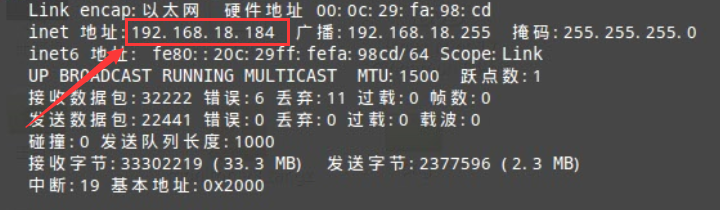 Link encap:以太网 硬件地址 00:0c:29:fa:98:cd
inet 地址:192.168.18.184 广播:192.168.18.255 掩码:255.255.255.0
inet6 地址: fe80::20c:29ff:fefa:98cd/64 Scope:Link
UP BROADCAST RUNNING MULTICAST MTU:1500 跃点数:1
接收数据包:32222 错误:6 丢弃:11 过载:0 帧数:0
发送数据包:22441 错误:0 丢弃:0 过载:0 载波:0
碰撞:0 发送队列长度:1000
接收字节:33302219 (33.3 MB) 发送字节:2377596 (2.3 MB)
中断:19 基本地址:0x2000